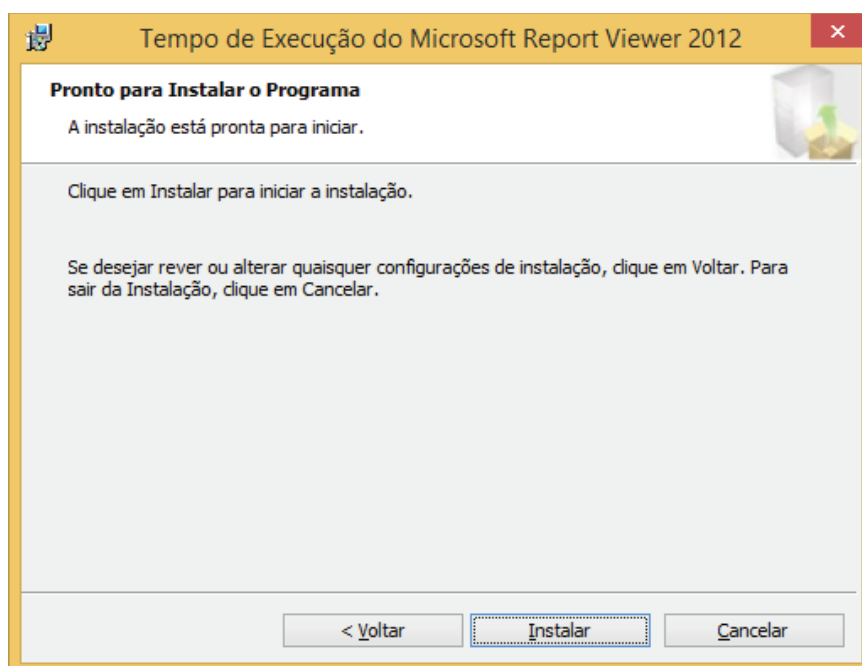 Tempo de Execução do Microsoft Report Viewer 2012
Pronto para Instalar o Programa
A instalação está pronta para iniciar.
Clique em Instalar para iniciar a instalação.
Se desejar rever ou alterar quaisquer configurações de instalação, clique em Voltar. Para
sair da Instalação, clique em Cancelar.
< Voltar
Instalar
Cancelar